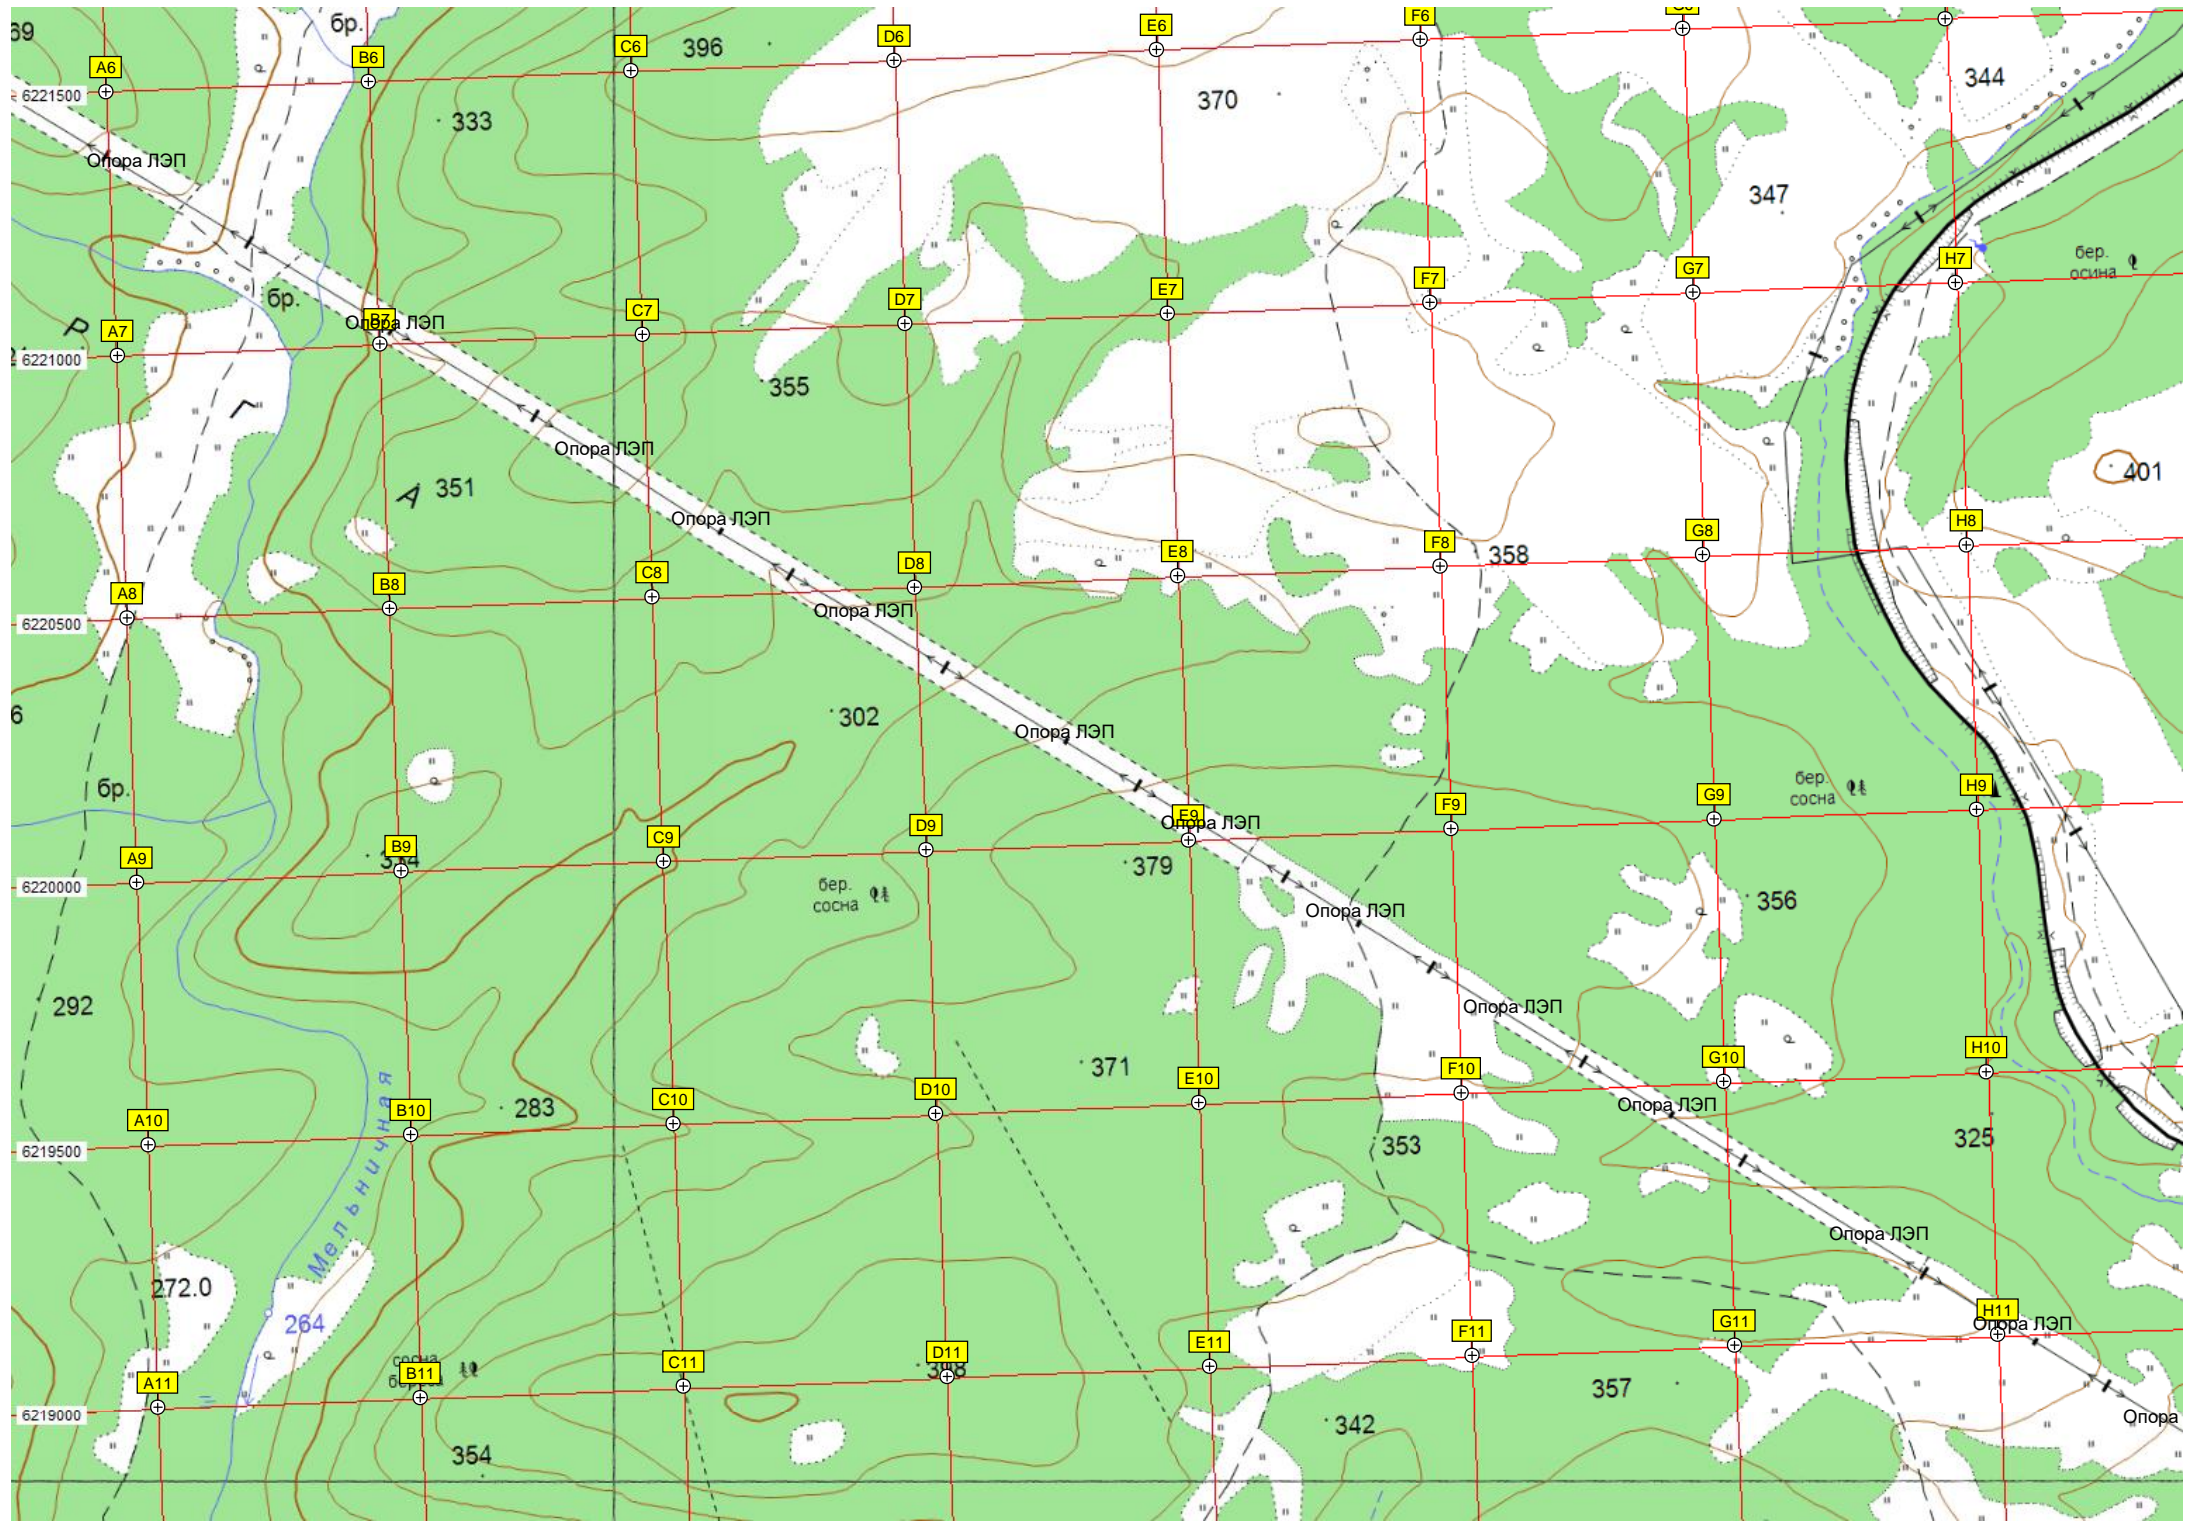 69
бр.
A6
B6
C6
396
D6
E6
F6
344
6221500
333
370
Опора ЛЭП
347
бр.
бер.
осина
Р
A7
Опора ЛЭП
C7
D7
E7
F7
G7
H7
6221000
355
Г
Опора ЛЭП
А
351
401
Опора ЛЭП
A8
B8
C8
D8
E8
F8
358
G8
H8
6220500
Опора ЛЭП
6
302
Опора ЛЭП
бр.
бер.
сосна
A9
B9
C9
D9
E9
Опора ЛЭП
F9
G9
H9
334
379
6220000
бер.
сосна
Опора ЛЭП
356
292
Опора ЛЭП
371
Мельничная
A10
B10
283
C10
D10
E10
F10
G10
H10
Опора ЛЭП
6219500
353
325
Опора ЛЭП
272.0
264
A11
сосна
B11
C11
D11
E11
F11
G11
H11
Опора ЛЭП
398
357
6219000
342
Опора
354